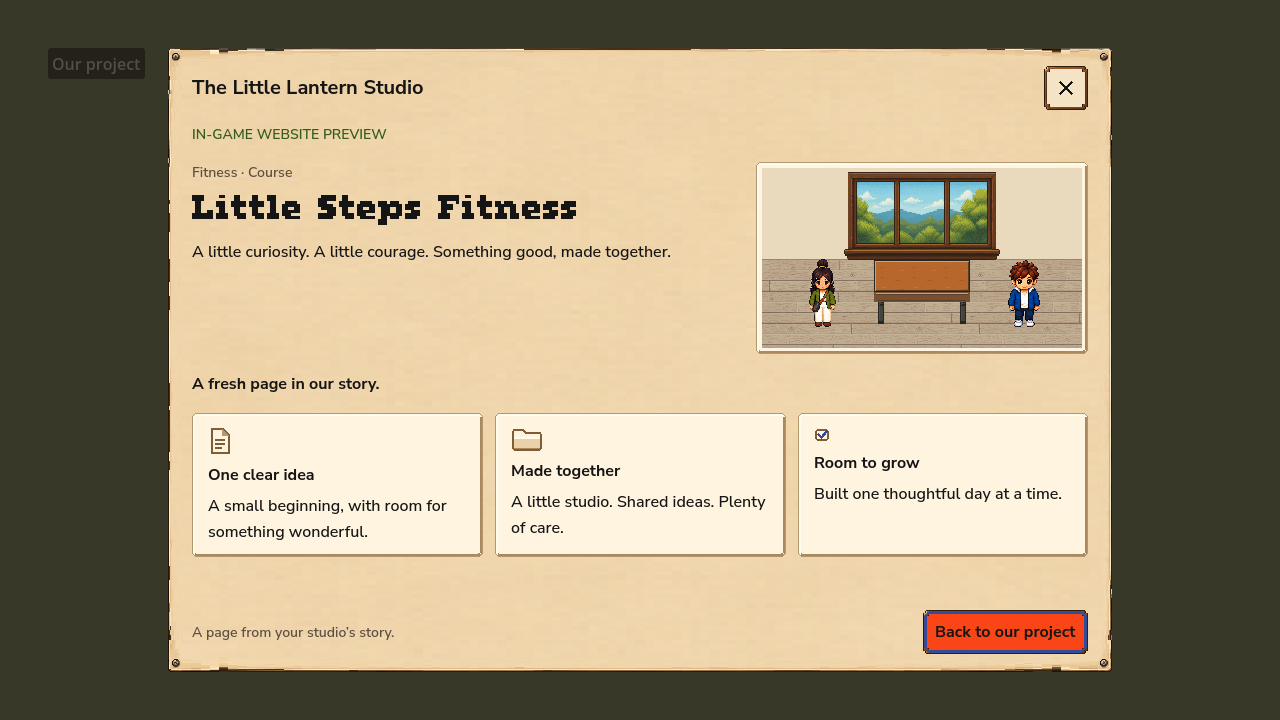 Our project
The Little Lantern Studio
IN-GAME WEBSITE PREVIEW
Fitness · Course
Little Steps Fitness
A little curiosity. A little courage. Something good, made together.
A fresh page in our story.
One clear idea
A small beginning, with room for
something wonderful.
Made together
A little studio. Shared ideas. Plenty
of care.
Room to grow
Built one thoughtful day at a time.
A page from your studio's story.
Back to our project